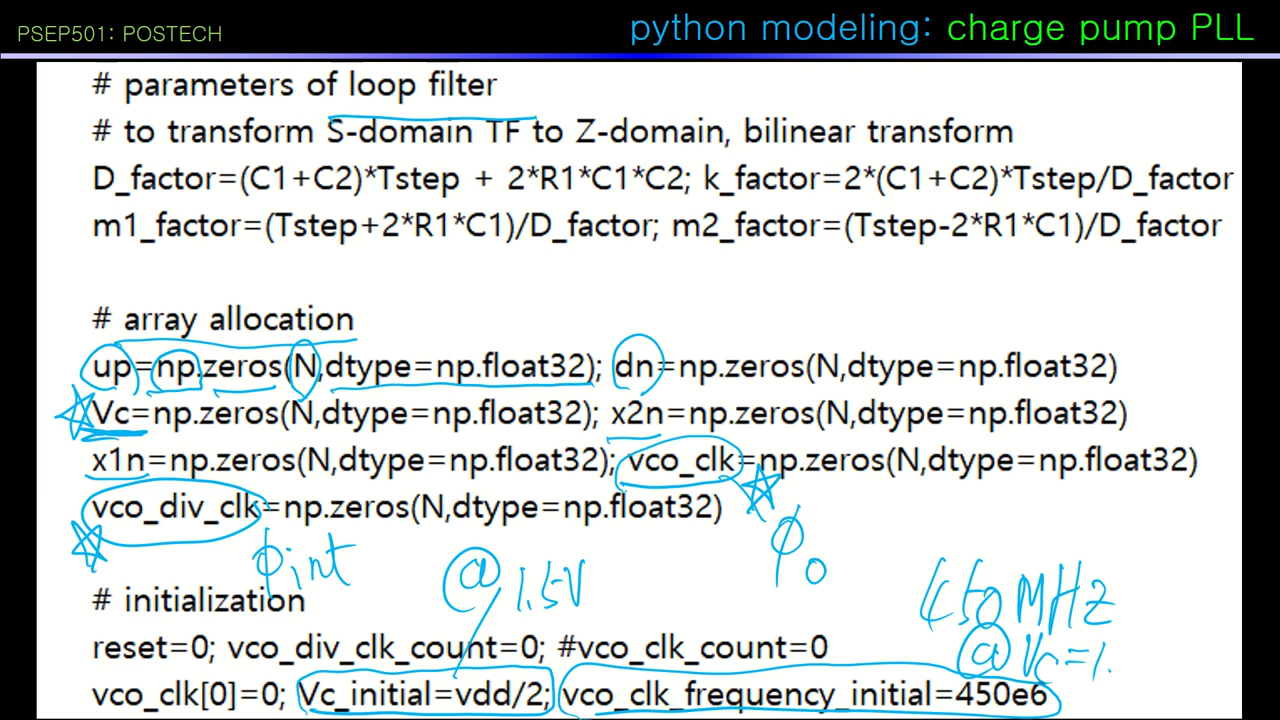 PSEP501: POSTECH
python modeling: charge pump PLL
# parameters of loop filter
# to transform S-domain TF to Z-domain, bilinear transform
D_factor=(C1+C2)*Tstep + 2*R1*C1*C2; k_factor=2*(C1+C2)*Tstep/D_factor
m1_factor=(Tstep+2*R1*C1)/D_factor; m2_factor=(Tstep-2*R1*C1)/D_factor
# array allocation
up=np.zeros(N,dtype=np.float32); dn=np.zeros(N,dtype=np.float32)
Vc=np.zeros(N,dtype=np.float32); x2n=np.zeros(N,dtype=np.float32)
x1n=np.zeros(N,dtype=np.float32); vco_clk=np.zeros(N,dtype=np.float32)
vco_div_clk=np.zeros(N,dtype=np.float32)
ϕint
@ 1.5V
ϕo
450MHz
@ Vc=1.
# initialization
reset=0; vco_div_clk_count=0; #vco_clk_count=0
vco_clk[0]=0; Vc_initial=vdd/2; vco_clk_frequency_initial=450e6